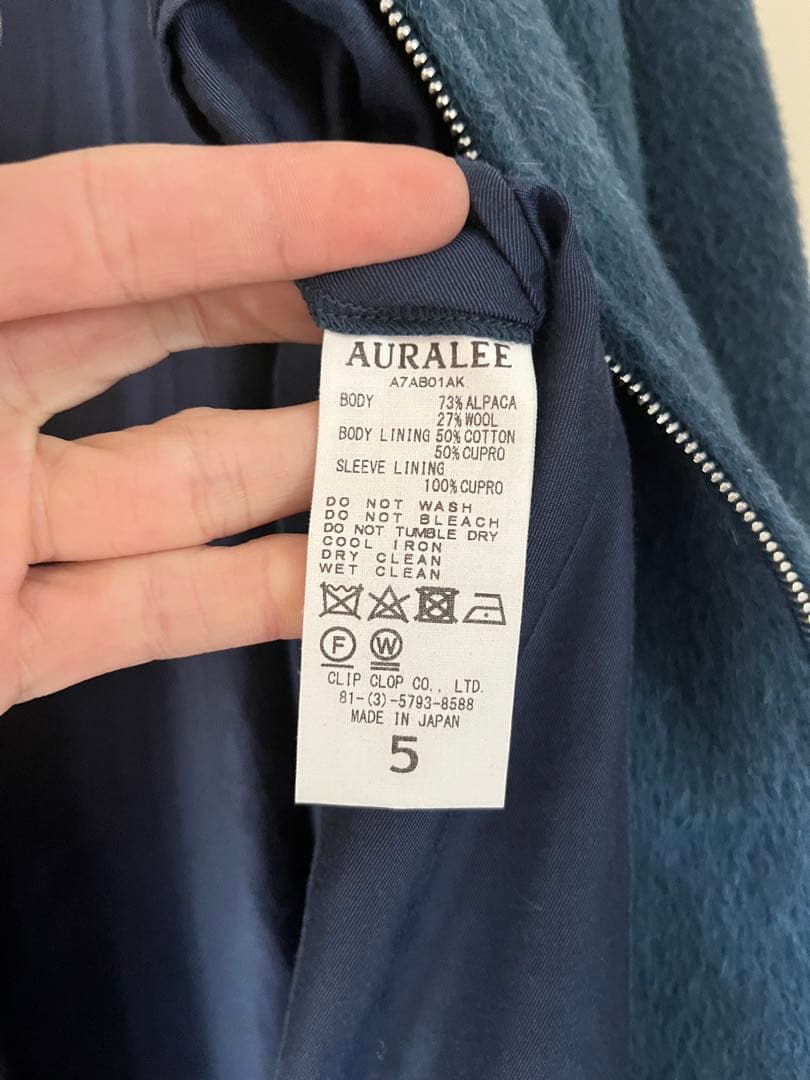 AURALEE
A7AB01AK
BODY 73%ALPACA
27%WOOL
BODY LINING 50%COTTON
50%CUPRO
SLEEVE LINING
100%CUPRO
DO NOT WASH
DO NOT BLEACH
DO NOT TUMBLE DRY
COOL IRON
DRY CLEAN
WET CLEAN
F W
CLIP CLOP CO., LTD.
81-(3)-5793-8588
MADE IN JAPAN
5